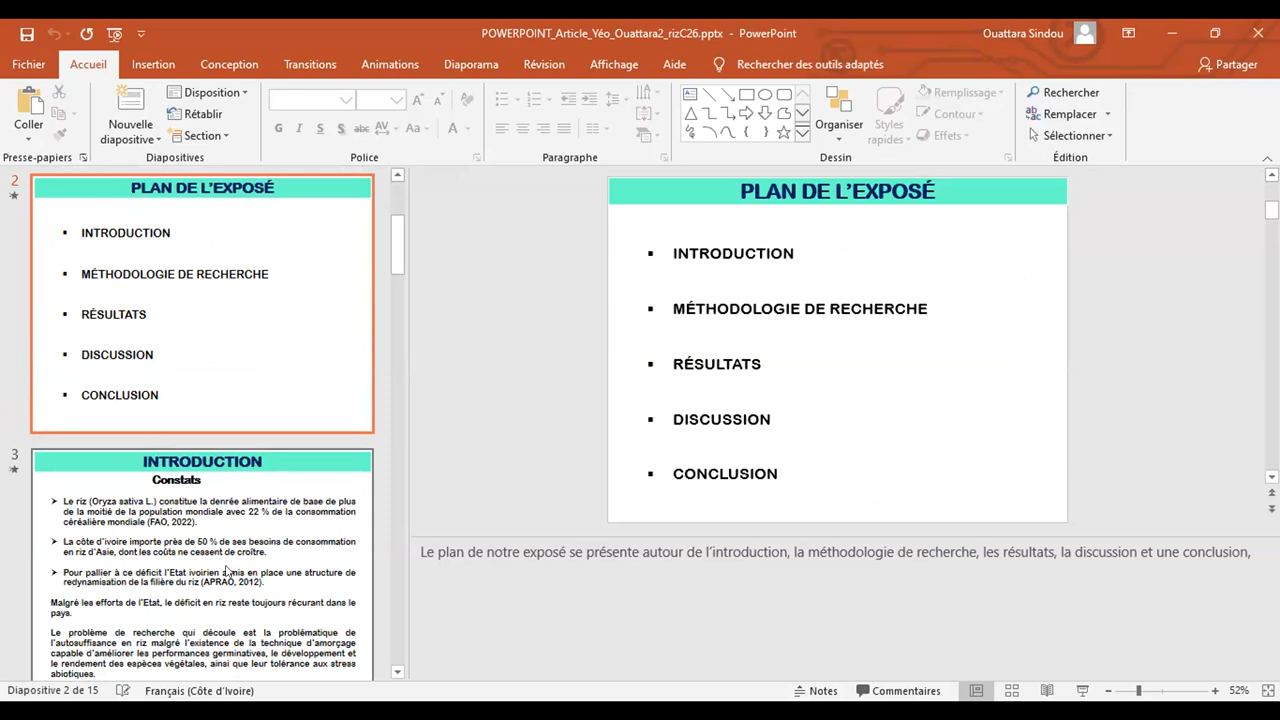 POWERPOINT_Article_Yéo_Ouattara2_rizC26.pptx - PowerPoint
Ouattara Sindou
Fichier Accueil Insertion Conception Transitions Animations Diaporama Révision Affichage Aide Rechercher des outils adaptés Partager
Coller
Presse-papiers
Nouvelle diapositive
Disposition
Rétablir
Section
Diapositives
G I S S abc AV Aa A
Police
Paragraphe
Organiser
Styles rapides
Remplissage
Contour
Effets
Dessin
Rechercher
Remplacer
Sélectionner
Édition
2
PLAN DE L'EXPOSÉ
▪ INTRODUCTION
▪ MÉTHODOLOGIE DE RECHERCHE
▪ RÉSULTATS
▪ DISCUSSION
▪ CONCLUSION
3
INTRODUCTION
Constats
➢ Le riz (Oryza sativa L.) constitue la denrée alimentaire de base de plus
de la moitié de la population mondiale avec 22 % de la consommation
céréalière mondiale (FAO, 2022).
➢ La côte d'ivoire importe près de 50 % de ses besoins de consommation
en riz d'Asie, dont les coûts ne cessent de croître.
➢ Pour pallier à ce déficit l'Etat ivoirien a mis en place une structure de
redynamisation de la filière du riz (APRAO, 2012).
Malgré les efforts de l'Etat, le déficit en riz reste toujours récurant dans le
pays.
Le problème de recherche qui découle est la problématique de
l'autosuffisance en riz malgré l'existence de la technique d'amorçage
capable d'améliorer les performances germinatives, le développement et
le rendement des espèces végétales, ainsi que leur tolérance aux stress
abiotiques.
PLAN DE L'EXPOSÉ
▪ INTRODUCTION
▪ MÉTHODOLOGIE DE RECHERCHE
▪ RÉSULTATS
▪ DISCUSSION
▪ CONCLUSION
Le plan de notre exposé se présente autour de l'introduction, la méthodologie de recherche, les résultats, la discussion et une conclusion,
Diapositive 2 de 15 Français (Côte d'Ivoire) Notes Commentaires 52%